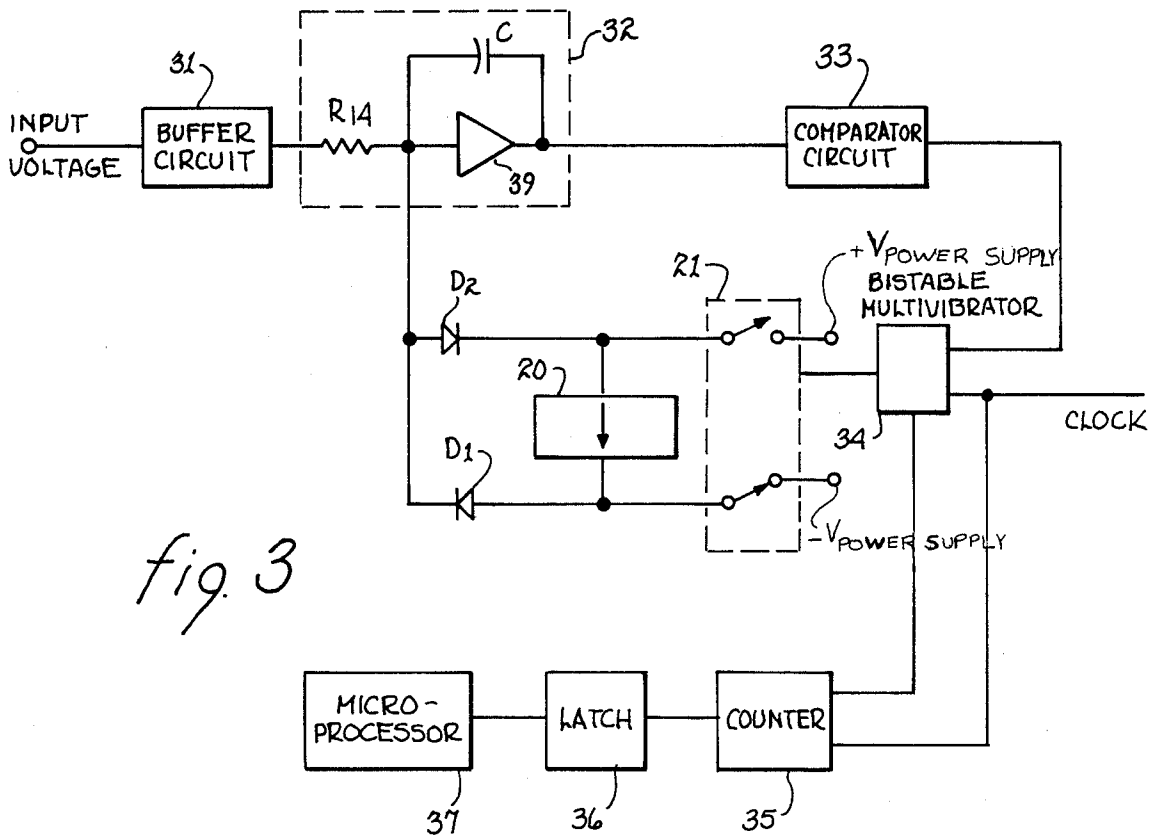 31
INPUT
VOLTAGE
BUFFER
CIRCUIT
R14
C
32
39
33
COMPARATOR
CIRCUIT
+VPOWER SUPPLY
BISTABLE
MULTIVIBRATOR
21
D2
20
D1
34
CLOCK
-VPOWER SUPPLY
fig. 3
MICRO-
PROCESSOR
37
LATCH
36
COUNTER
35